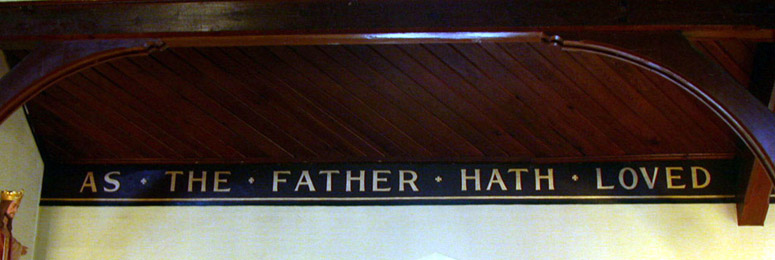 AS · THE · FATHER · HATH · LOVED